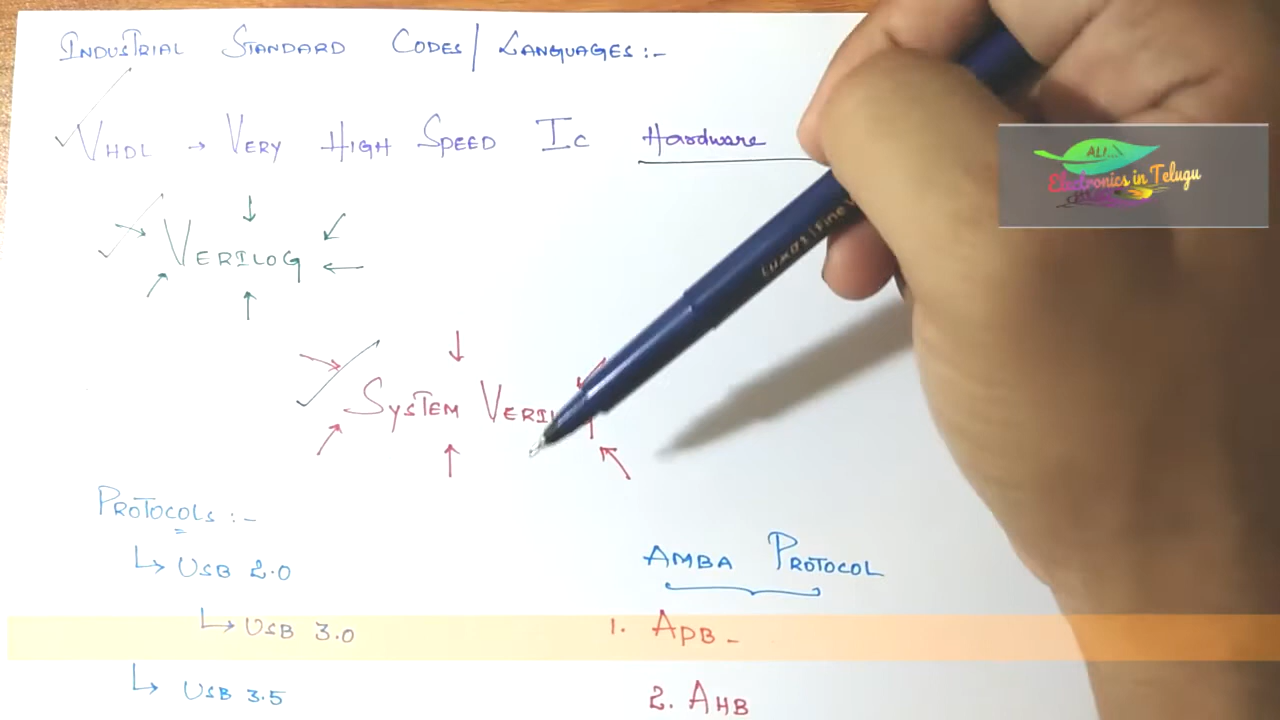 INDUSTRIAL STANDARD CODES/LANGUAGES:-
VHDL → VERY HIGH SPEED IC Hardware
VERILOG
SYSTEM
PROTOCOLS:-
USB 2.0
USB 3.0
USB 3.5
AMBA PROTOCOL
1. APB -
2. AHB
ALI...\
Electronics in Telugu